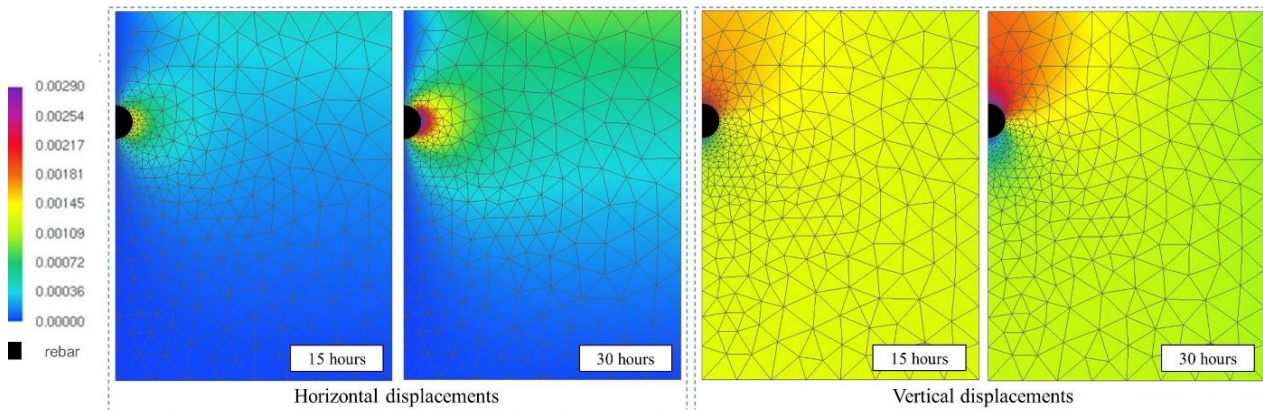 0.00290
0.00254
0.00217
0.00181
0.00145
0.00109
0.00072
0.00036
0.00000
rebar
15 hours
30 hours
15 hours
30 hours
Horizontal displacements
Vertical displacements